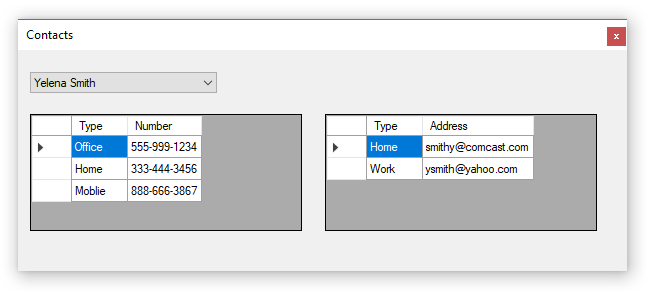 Contacts
x
Yelena Smith
Type Number
Office 555-999-1234
Home 333-444-3456
Moblie 888-666-3867
Type Address
Home smithy@comcast.com
Work ysmith@yahoo.com